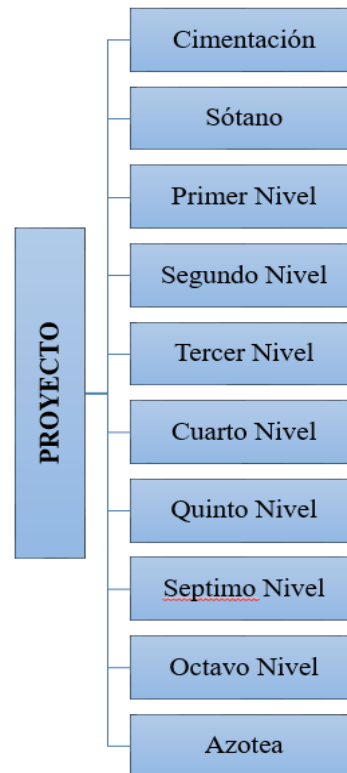 PROYECTO
Cimentación
Sótano
Primer Nivel
Segundo Nivel
Tercer Nivel
Cuarto Nivel
Quinto Nivel
Septimo Nivel
Octavo Nivel
Azotea